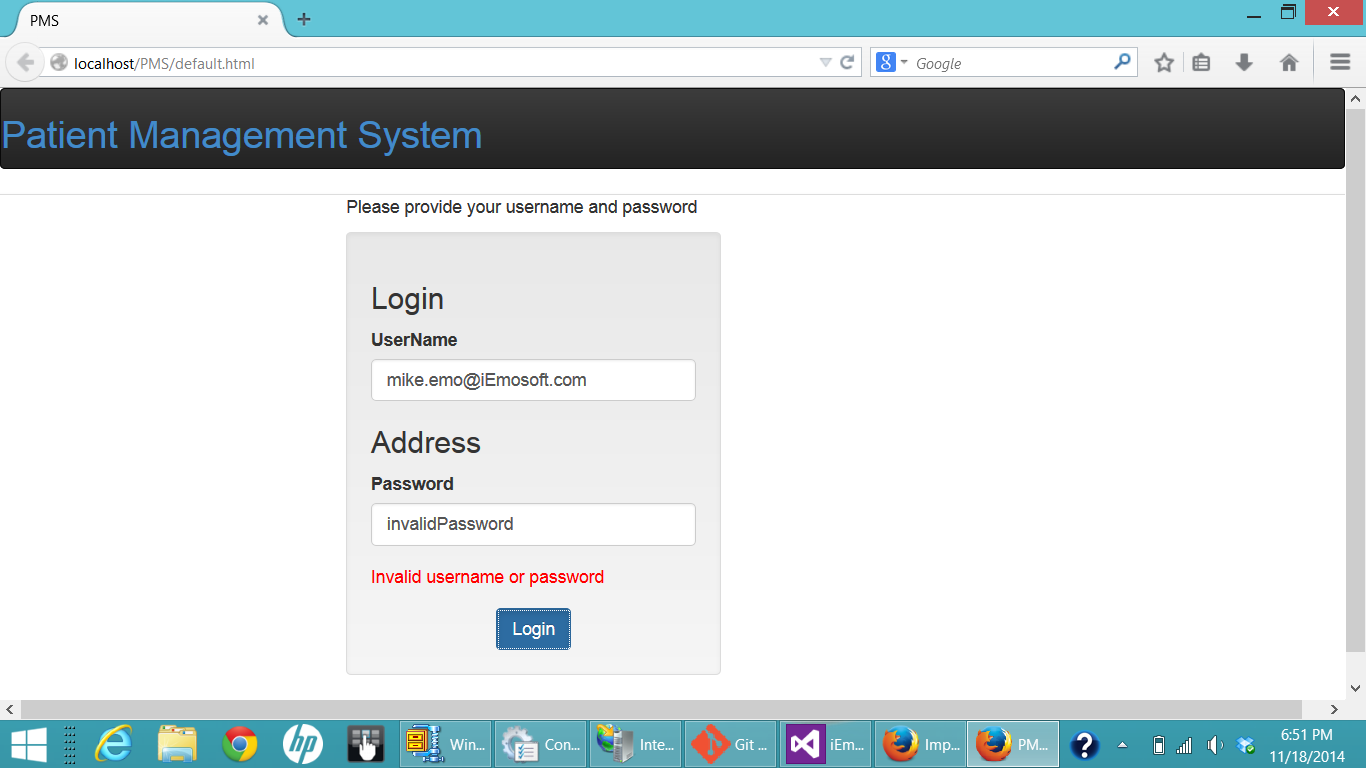 PMS
localhost/PMS/default.html
Google
Patient Management System
Please provide your username and password
Login
UserName
mike.emo@iEmosoft.com
Address
Password
invalidPassword
Invalid username or password
Login
Win...
Con...
Inte...
Git ...
iEm...
Imp...
PM...
6:51 PM
11/18/2014